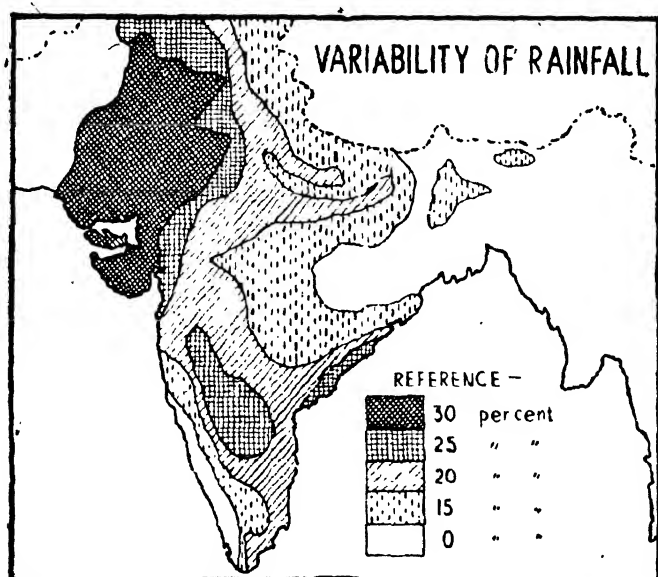 VARIABILITY OF RAINFALL
REFERENCE –
30 per cent
25 " "
20 " "
15 " "
0 " "